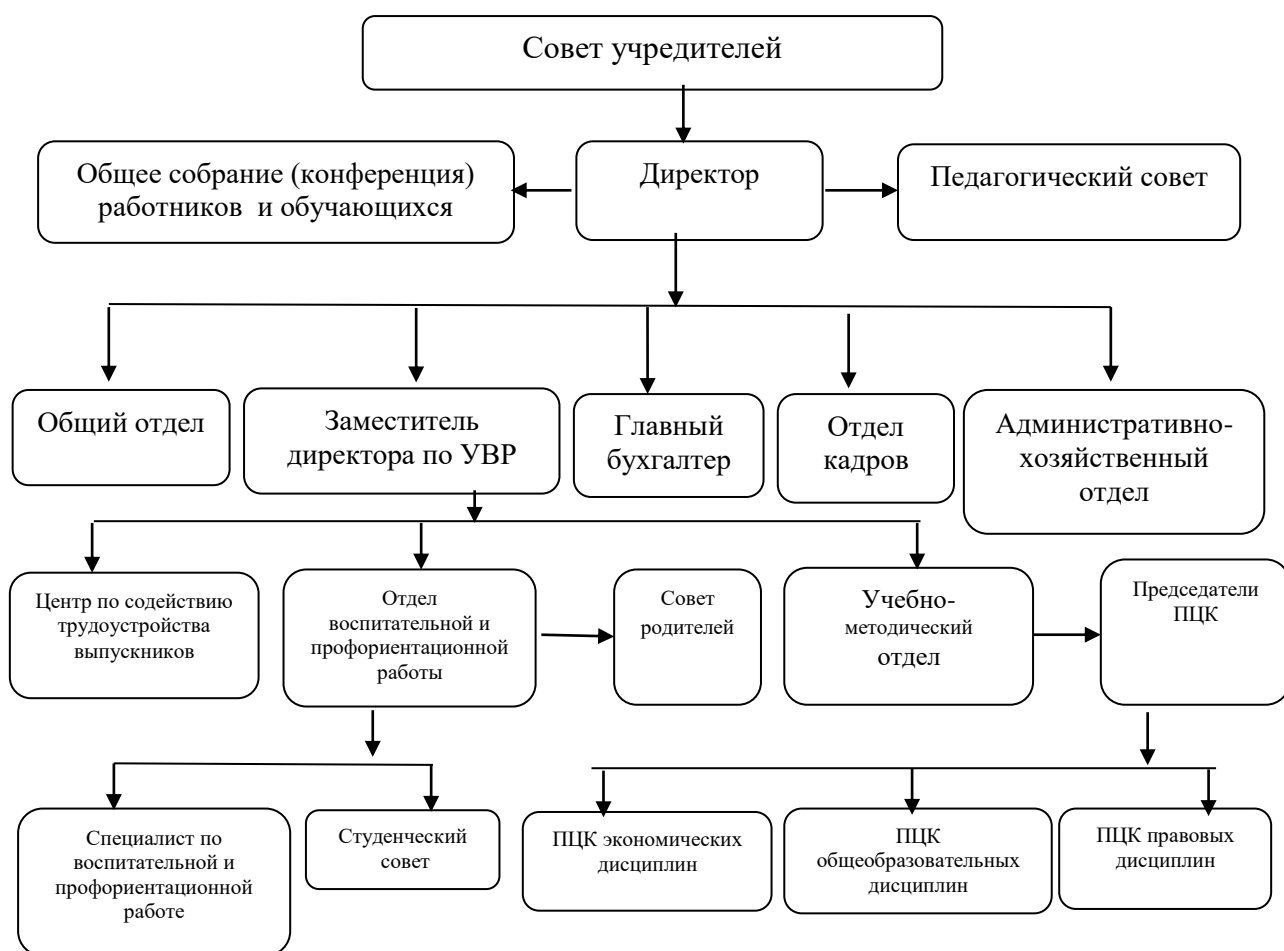 Совет учредителей
Общее собрание (конференция)
работников и обучающихся
Директор
Педагогический совет
Общий отдел
Заместитель
директора по УВР
Главный
бухгалтер
Отдел
кадров
Административно-
хозяйственный
отдел
Центр по содействию
трудоустройства
выпускников
Отдел
воспитательной и
профориентационной
работы
Совет
родителей
Учебно-
методический
отдел
Председатели
ПЦК
Специалист по
воспитательной и
профориентационной
работе
Студенческий
совет
ПЦК экономических
дисциплин
ПЦК
общеобразовательных
дисциплин
ПЦК правовых
дисциплин